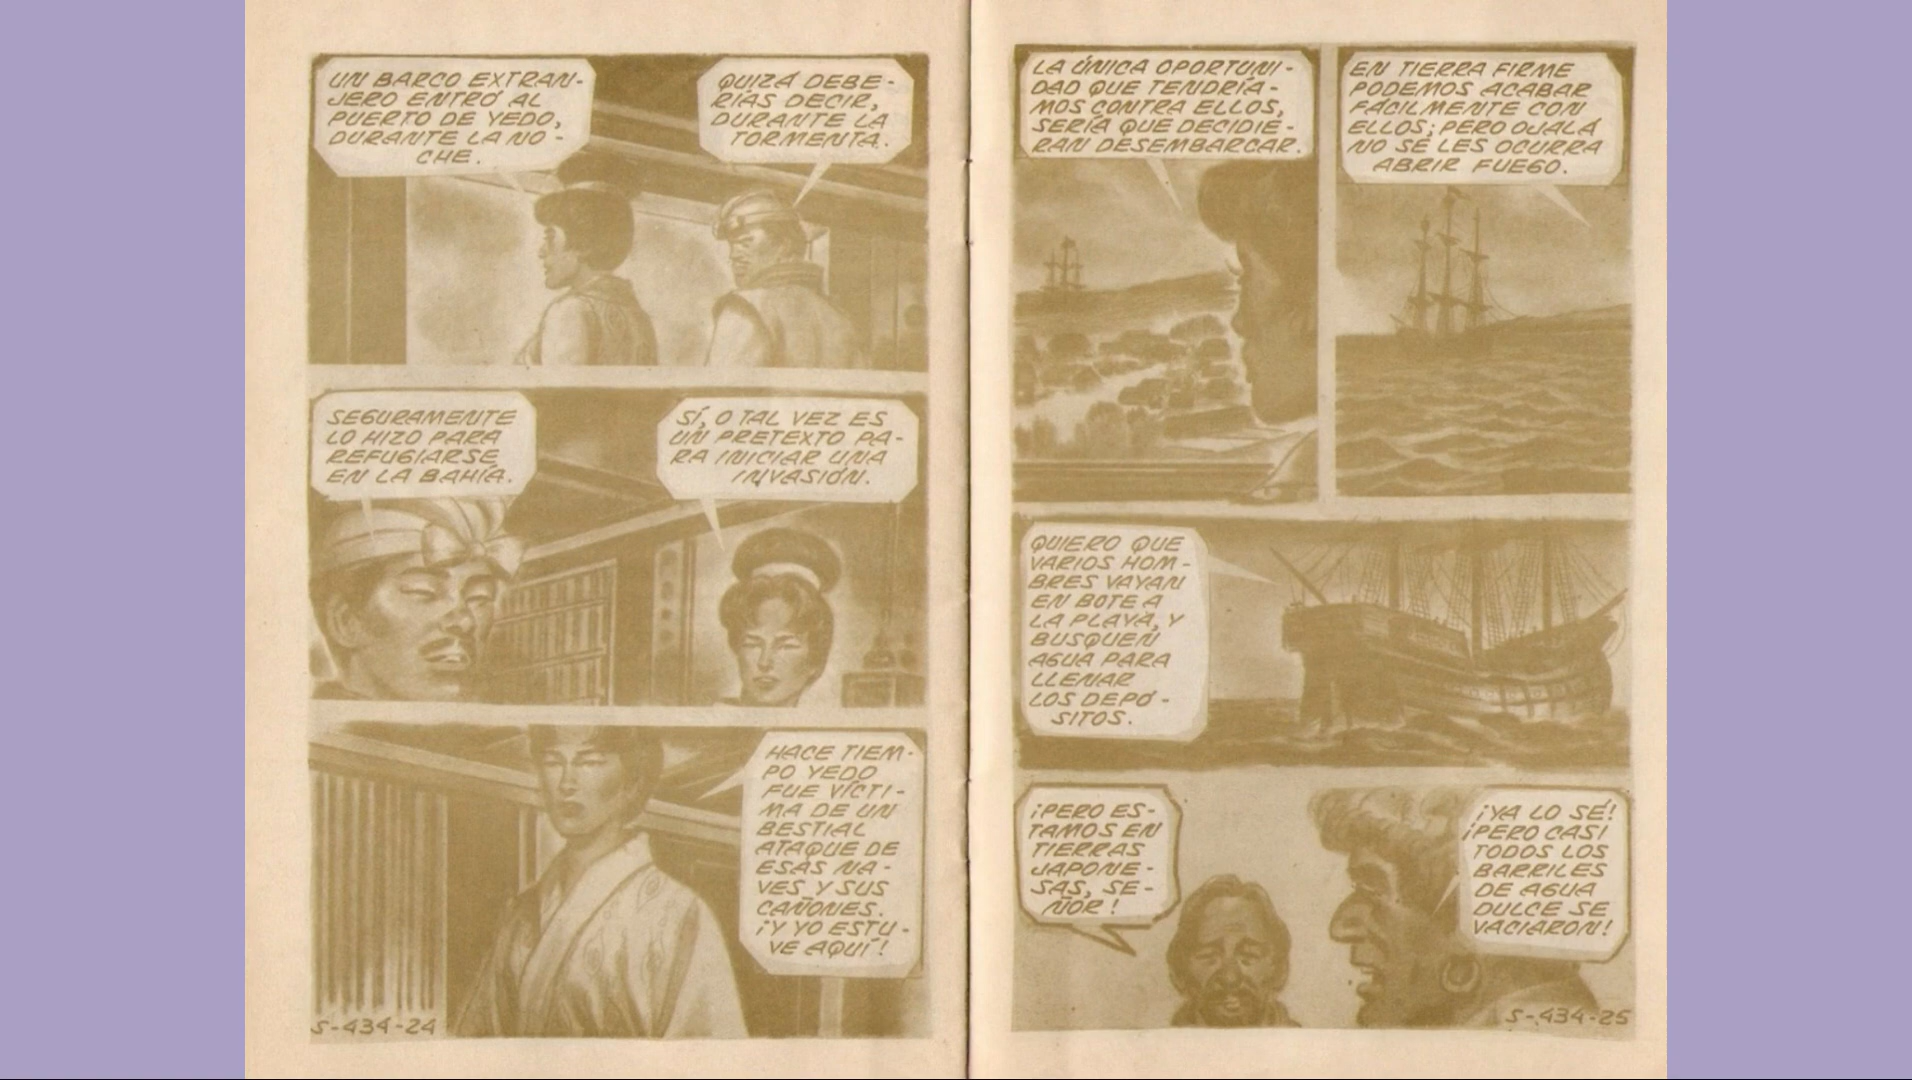 UN BARCO EXTRAN-
JERO ENTRÓ AL
PUERTO DE YEDO,
DURANTE LA NO-
CHE.
QUIZÁ DEBE-
RÍAS DECIR,
DURANTE LA
TORMENTA.
SEGURAMENTE
LO HIZO PARA
REFUGIARSE
EN LA BAHÍA.
SÍ, O TAL VEZ ES
UN PRETEXTO PA-
RA INICIAR UNA
INVASIÓN.
HACE TIEM-
PO YEDO
FUE VÍCTI-
MA DE UN
BESTIAL
ATAQUE DE
ESAS NA-
VES Y SUS
CAÑONES.
¡Y YO ESTU-
VE AQUÍ!
S-434-24
LA ÚNICA OPORTUNI-
DAD QUE TENDRÍA-
MOS CONTRA ELLOS,
SERÍA QUE DECIDIE-
RAN DESEMBARCAR.
EN TIERRA FIRME
PODEMOS ACABAR
FÁCILMENTE CON
ELLOS; PERO OJALÁ
NO SE LES OCURRA
ABRIR FUEGO.
QUIERO QUE
VARIOS HOM-
BRES VAYAN
EN BOTE A
LA PLAYA, Y
BUSQUEN
AGUA PARA
LLENAR
LOS DEPÓ-
SITOS.
¡PERO ES-
TAMOS EN
TIERRAS
JAPONE-
SAS, SE-
ÑOR!
¡YA LO SÉ!
¡PERO CASI
TODOS LOS
BARRILES
DE AGUA
DULCE SE
VACIARON!
S-434-25